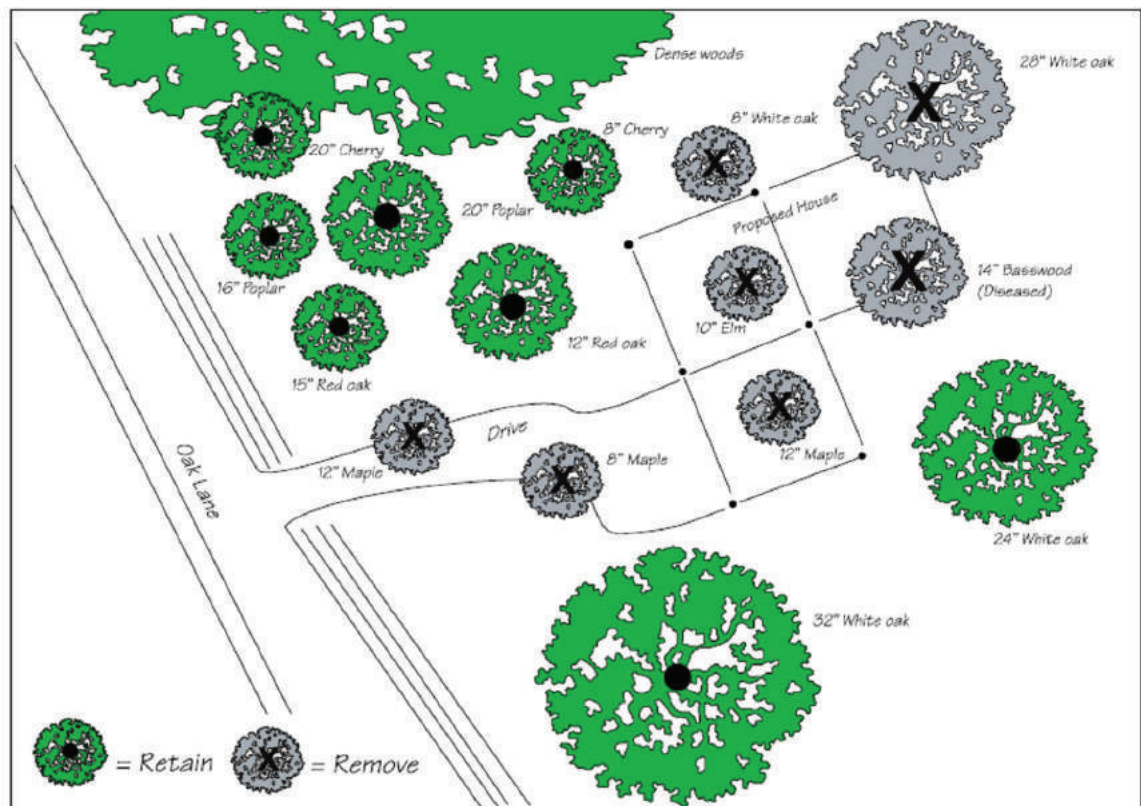 Dense woods
28" White oak
8" Cherry
8" White oak
20" Cherry
20" Poplar
Proposed House
16" Poplar
14" Basswood
(Diseased)
10" Elm
12" Red oak
15" Red oak
Drive
12" Maple
8" Maple
12" Maple
Oak Lane
24" White oak
32" White oak
= Retain
X = Remove